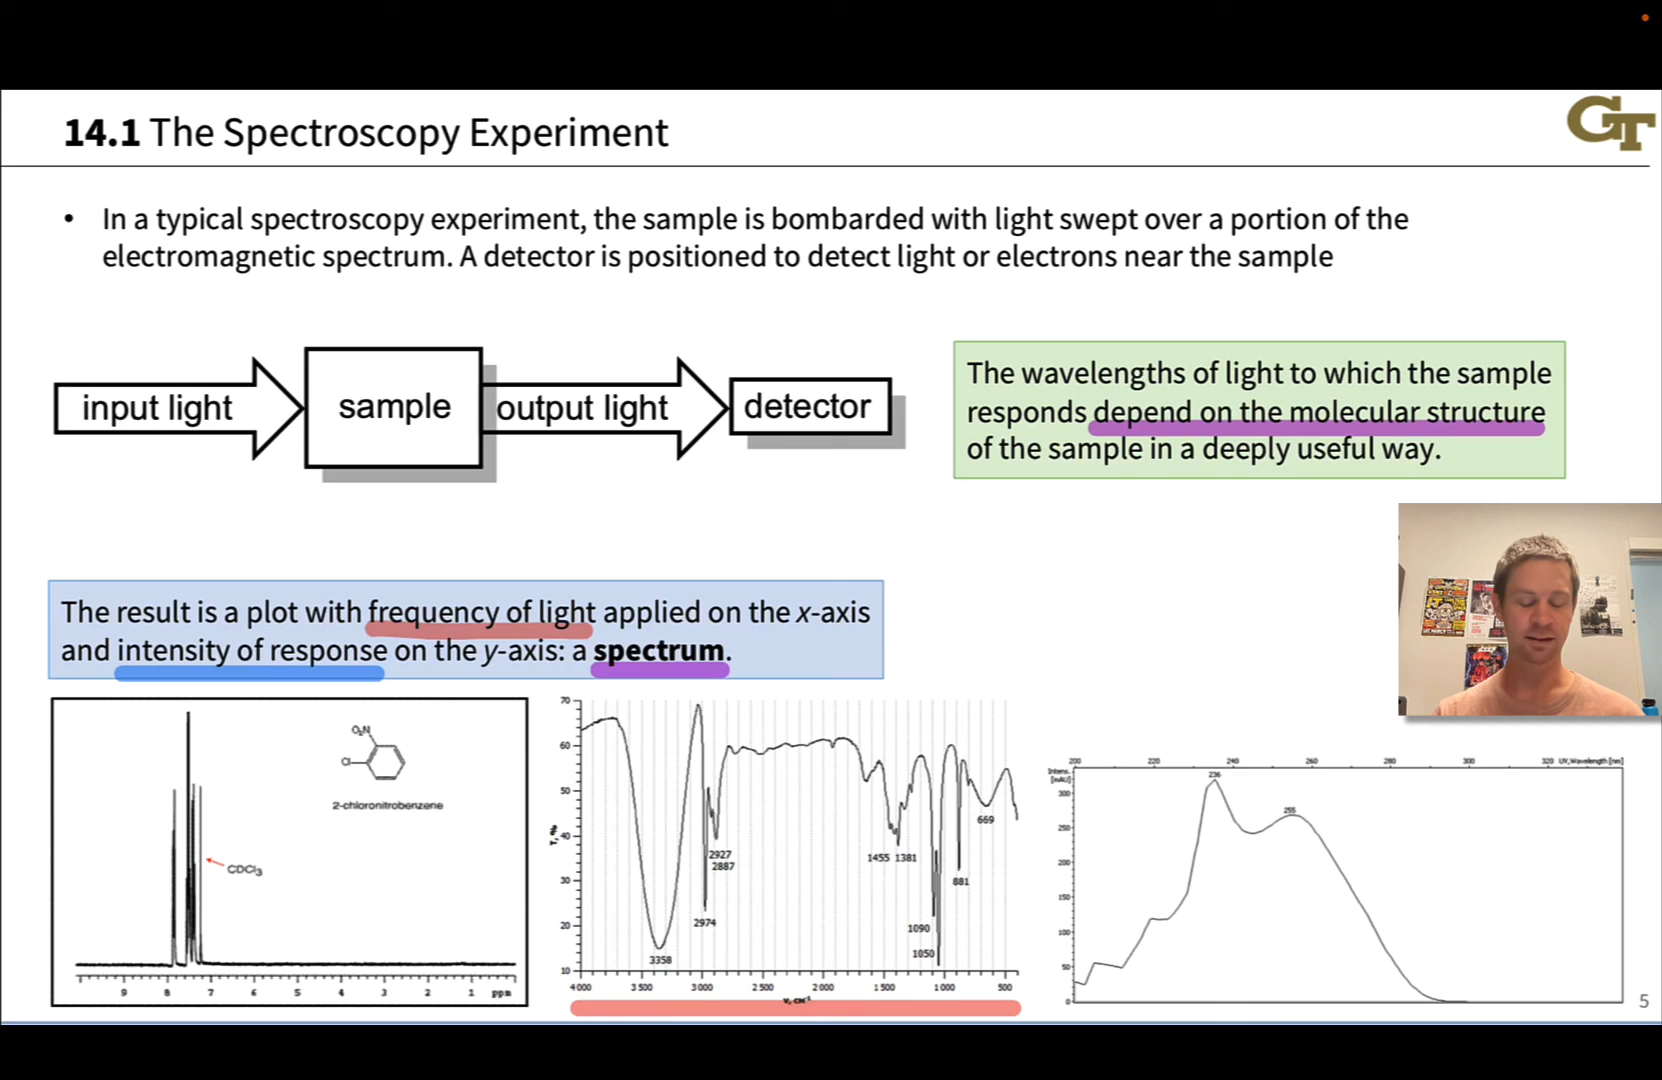 GT
14.1 The Spectroscopy Experiment
• In a typical spectroscopy experiment, the sample is bombarded with light swept over a portion of the
electromagnetic spectrum. A detector is positioned to detect light or electrons near the sample
input light
sample
output light
detector
The wavelengths of light to which the sample
responds depend on the molecular structure
of the sample in a deeply useful way.
The result is a plot with frequency of light applied on the x-axis
and intensity of response on the y-axis: a spectrum.
O₂N
Cl
2-chloronitrobenzene
CDCl₃
9 8 7 6 5 4 3 2 1 ppm
T, %
70
60
50
40
30
20
10
3358
2974
2927
2887
1455 1381
1090
1050
881
669
4000 3500 3000 2500 2000 1500 1000 500
ν, cm⁻¹
200 220 240 260 280 300 320 UV, Wavelength [nm]
Intens.
[mAU]
300
250
200
150
100
50
0
236
255
5